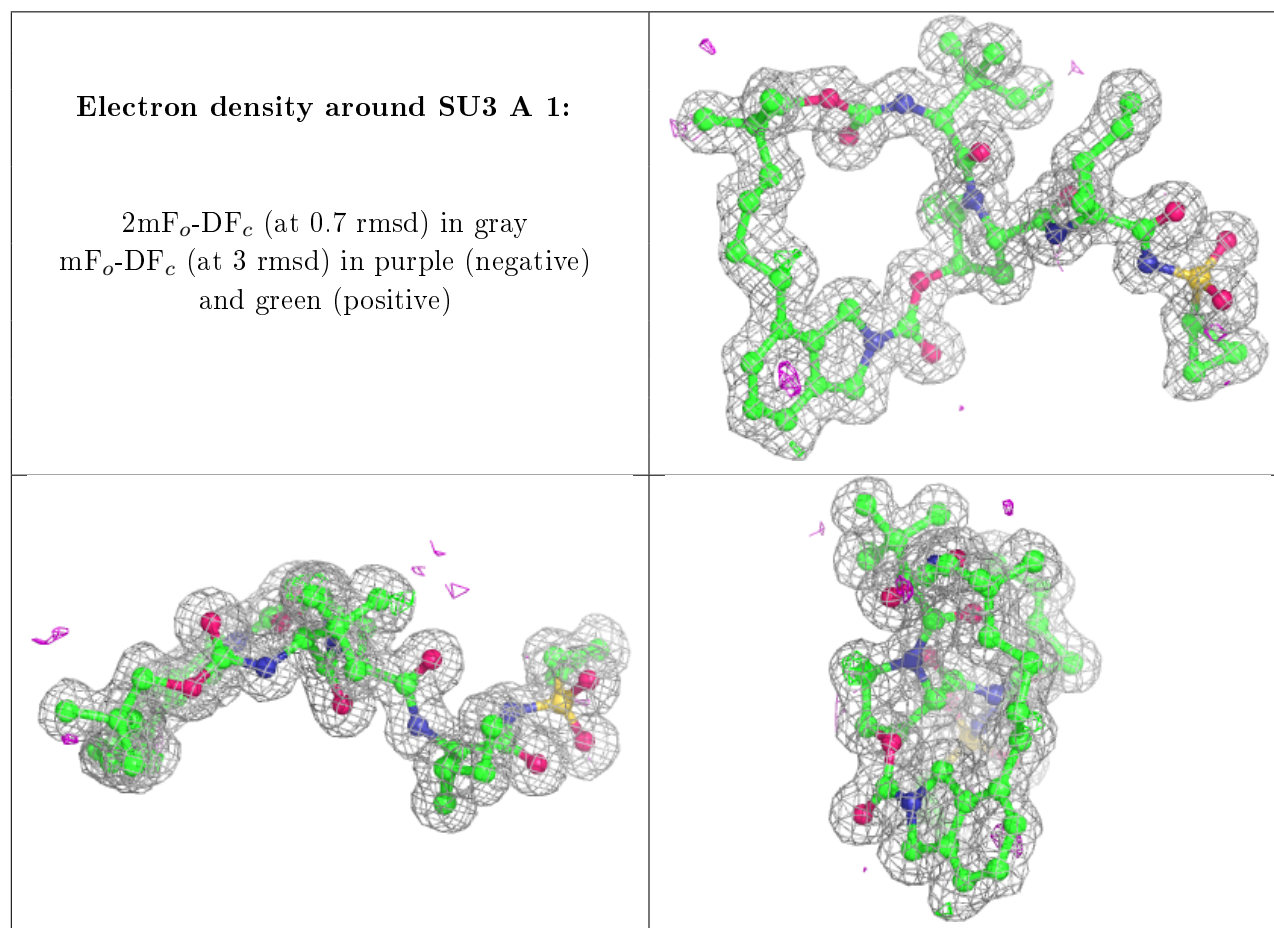 Electron density around SU3 A 1:
2mFo-DFc (at 0.7 rmsd) in gray
mFo-DFc (at 3 rmsd) in purple (negative)
and green (positive)